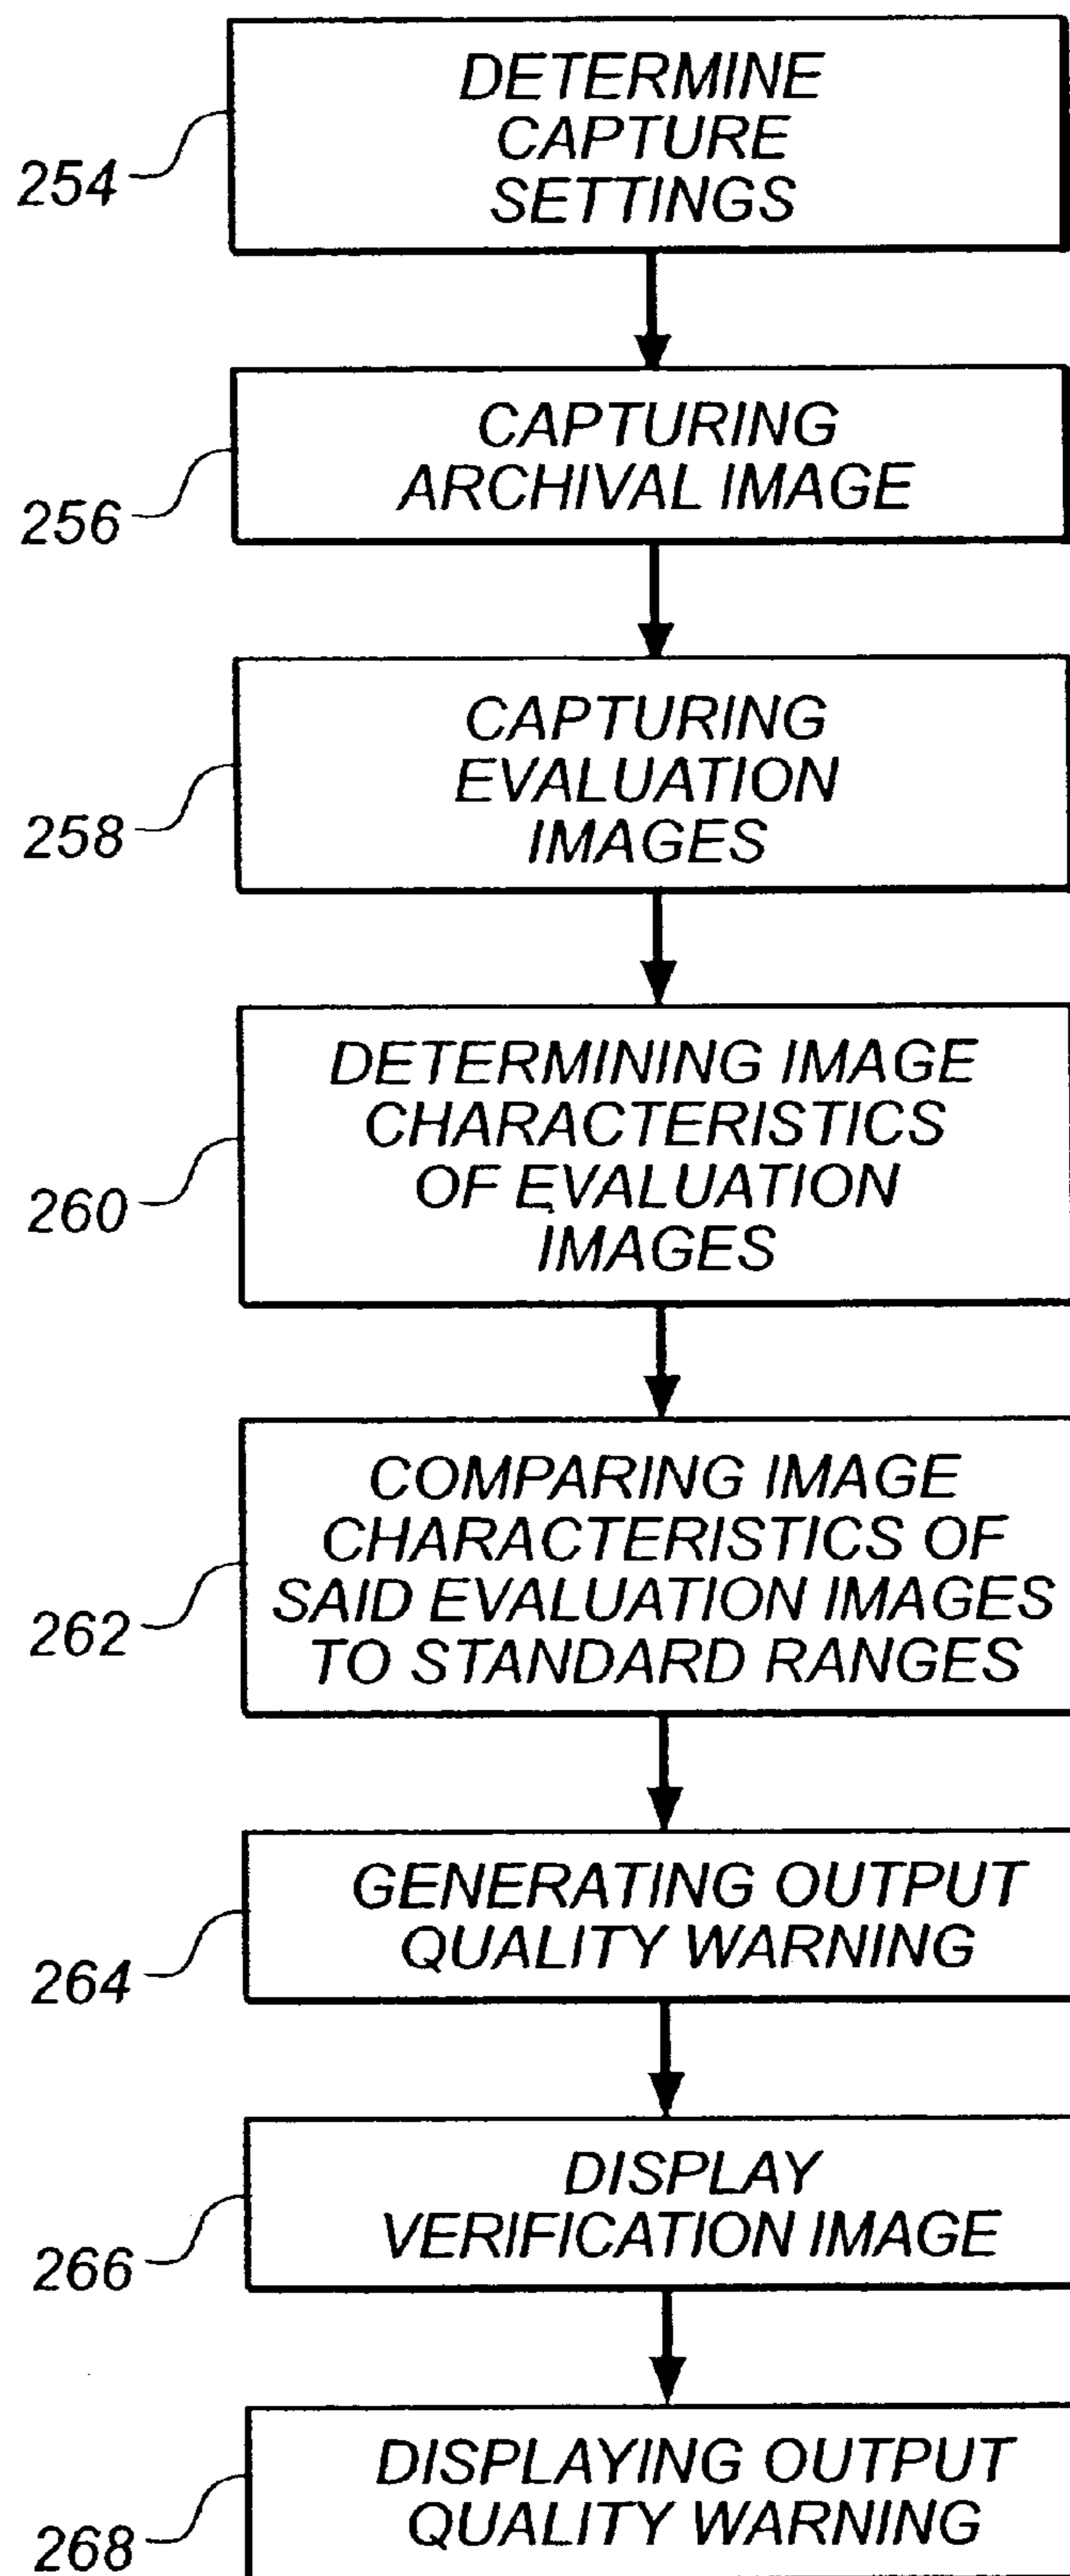 DETERMINE
CAPTURE
SETTINGS
254
CAPTURING
ARCHIVAL IMAGE
256
CAPTURING
EVALUATION
IMAGES
258
DETERMINING IMAGE
CHARACTERISTICS
OF EVALUATION
IMAGES
260
COMPARING IMAGE
CHARACTERISTICS OF
SAID EVALUATION IMAGES
TO STANDARD RANGES
262
GENERATING OUTPUT
QUALITY WARNING
264
DISPLAY
VERIFICATION IMAGE
266
DISPLAYING OUTPUT
QUALITY WARNING
268